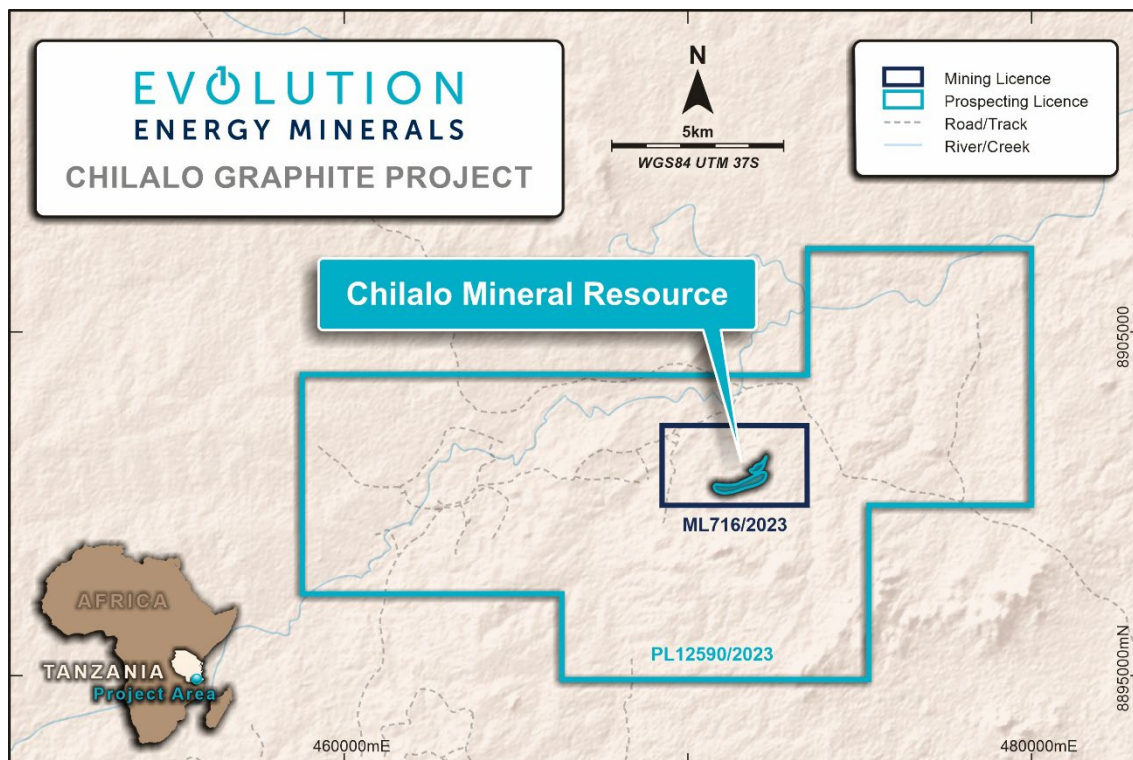 EVOLUTION
ENERGY MINERALS
CHILALO GRAPHITE PROJECT
N
5km
WGS84 UTM 37S
Mining Licence
Prospecting Licence
Road/Track
River/Creek
Chilalo Mineral Resource
8905000
ML716/2023
PL12590/2023
AFRICA
TANZANIA
Project Area
8895000mN
460000mE
480000mE